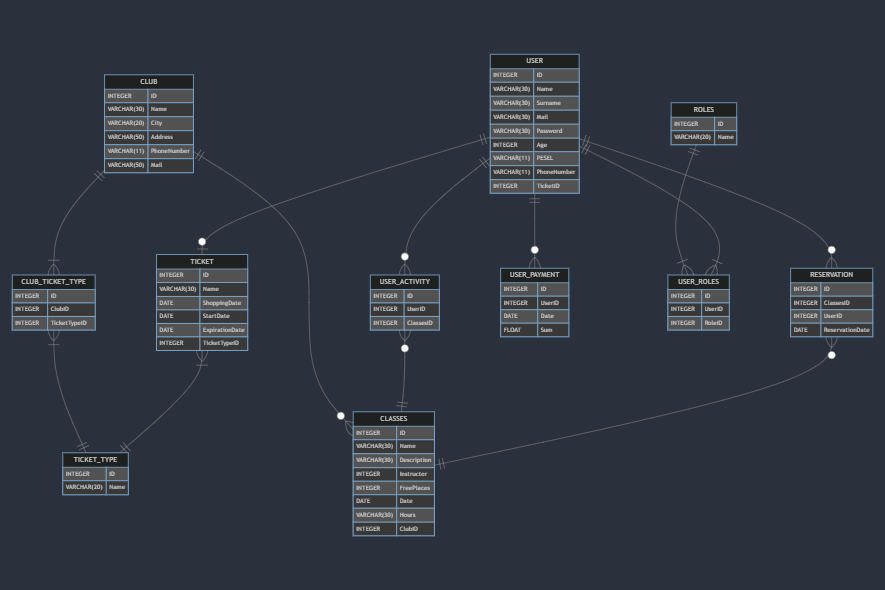 CLUB
INTEGER ID
VARCHAR(30) Name
VARCHAR(20) City
VARCHAR(50) Address
VARCHAR(11) PhoneNumber
VARCHAR(50) Mail
USER
INTEGER ID
VARCHAR(30) Name
VARCHAR(30) Surname
VARCHAR(30) Mail
VARCHAR(30) Password
INTEGER Age
VARCHAR(11) PESEL
VARCHAR(11) PhoneNumber
INTEGER TicketID
ROLES
INTEGER ID
VARCHAR(20) Name
CLUB_TICKET_TYPE
INTEGER ID
INTEGER ClubID
INTEGER TicketTypeID
TICKET
INTEGER ID
VARCHAR(30) Name
DATE ShoppingDate
DATE StartDate
DATE ExpirationDate
INTEGER TicketTypeID
USER_ACTIVITY
INTEGER ID
INTEGER UserID
INTEGER ClassesID
USER_PAYMENT
INTEGER ID
INTEGER UserID
DATE Date
FLOAT Sum
USER_ROLES
INTEGER ID
INTEGER UserID
INTEGER RoleID
RESERVATION
INTEGER ID
INTEGER ClassesID
INTEGER UserID
DATE ReservationDate
TICKET_TYPE
INTEGER ID
VARCHAR(20) Name
CLASSES
INTEGER ID
VARCHAR(30) Name
VARCHAR(30) Description
INTEGER Instructor
INTEGER FreePlaces
DATE Date
VARCHAR(30) Hours
INTEGER ClubID